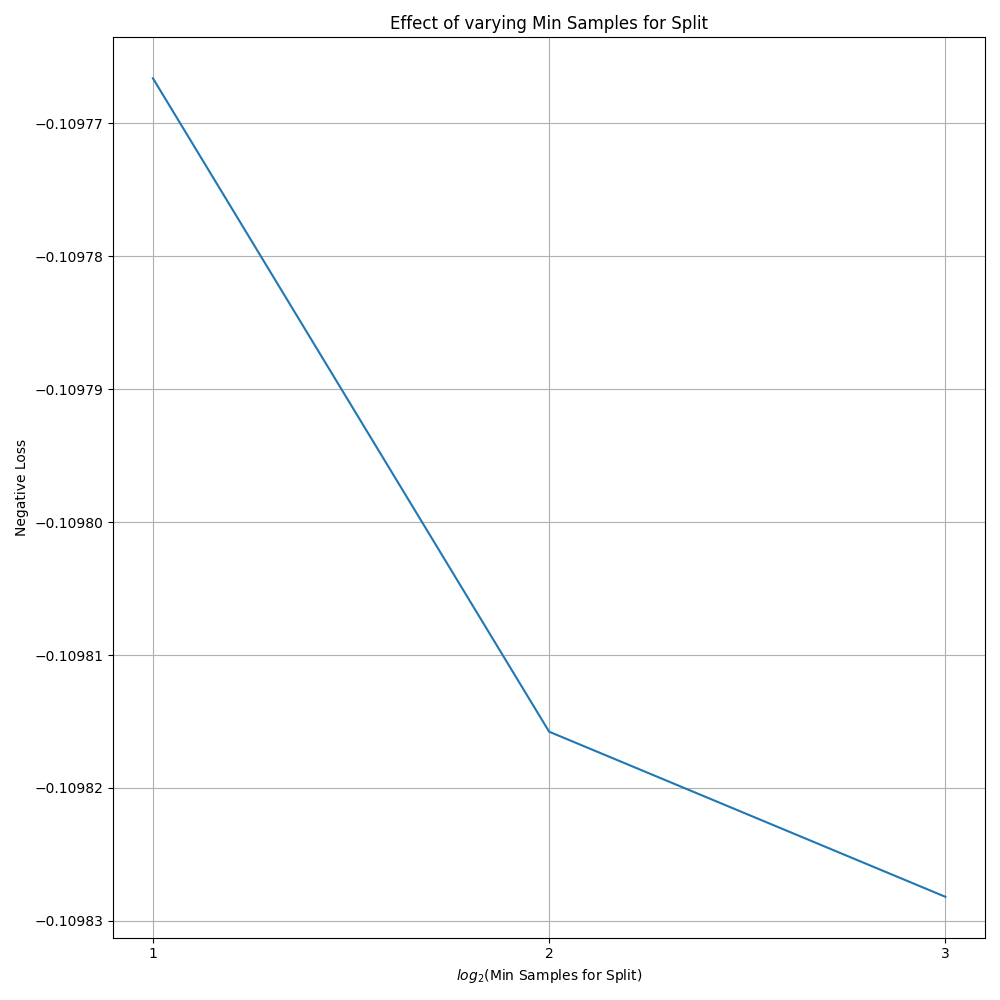 Effect of varying Min Samples for Split
−0.10977
−0.10978
−0.10979
−0.10980
−0.10981
−0.10982
−0.10983
Negative Loss
1 2 3
log₂(Min Samples for Split)